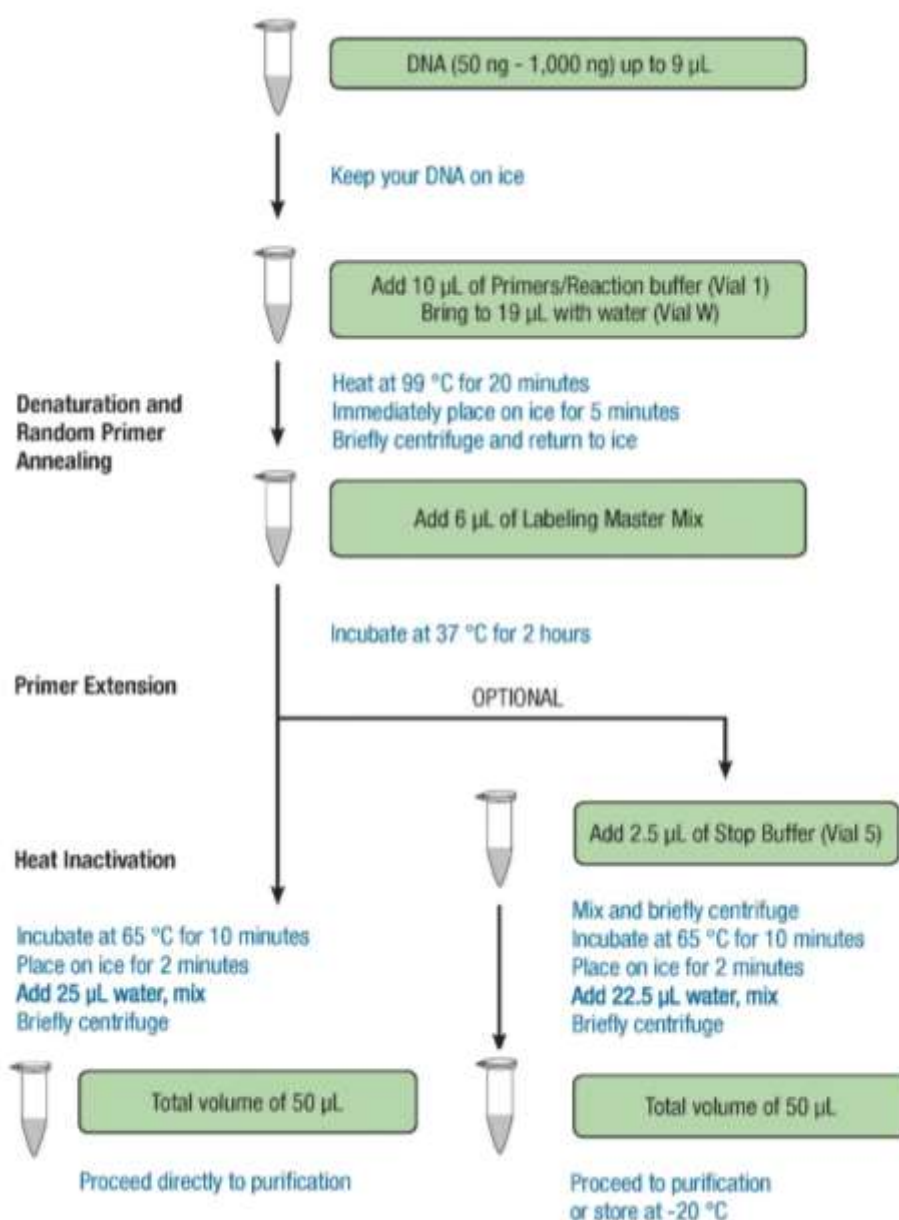 DNA (50 ng - 1,000 ng) up to 9 µL
Keep your DNA on ice
Add 10 µL of Primers/Reaction buffer (Vial 1)
Bring to 19 µL with water (Vial W)
Denaturation and
Random Primer
Annealing
Heat at 99 °C for 20 minutes
Immediately place on ice for 5 minutes
Briefly centrifuge and return to ice
Add 6 µL of Labeling Master Mix
Incubate at 37 °C for 2 hours
Primer Extension
OPTIONAL
Add 2.5 µL of Stop Buffer (Vial 5)
Heat Inactivation
Incubate at 65 °C for 10 minutes
Place on ice for 2 minutes
Add 25 µL water, mix
Briefly centrifuge
Mix and briefly centrifuge
Incubate at 65 °C for 10 minutes
Place on ice for 2 minutes
Add 22.5 µL water, mix
Briefly centrifuge
Total volume of 50 µL
Total volume of 50 µL
Proceed directly to purification
Proceed to purification
or store at -20 °C